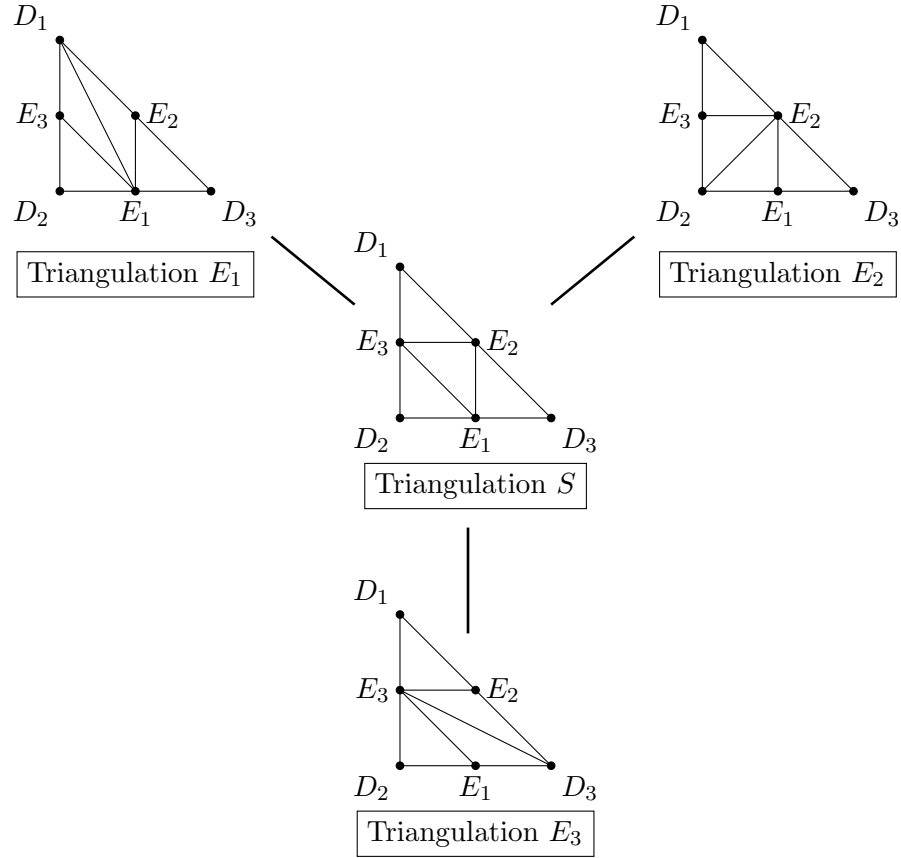 D₁
E₃
E₂
D₂
E₁
D₃
Triangulation E₁
D₁
E₃
E₂
D₂
E₁
D₃
Triangulation E₂
D₁
E₃
E₂
D₂
E₁
D₃
Triangulation S
D₁
E₃
E₂
D₂
E₁
D₃
Triangulation E₃